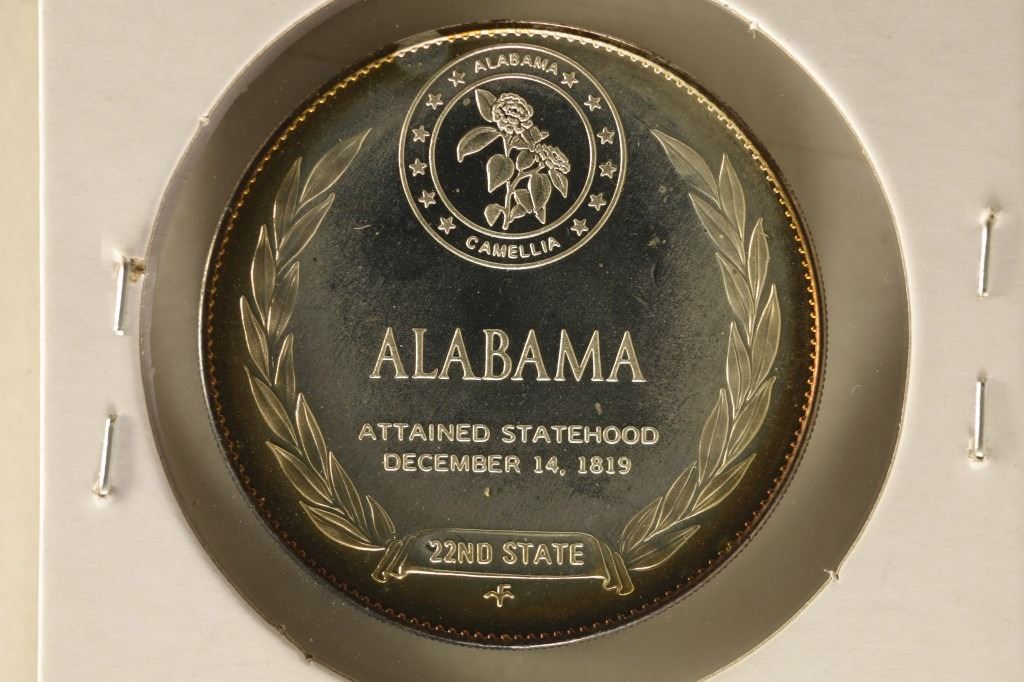 ALABAMA
CAMELLIA
ALABAMA
ATTAINED STATEHOOD
DECEMBER 14, 1819
22ND STATE